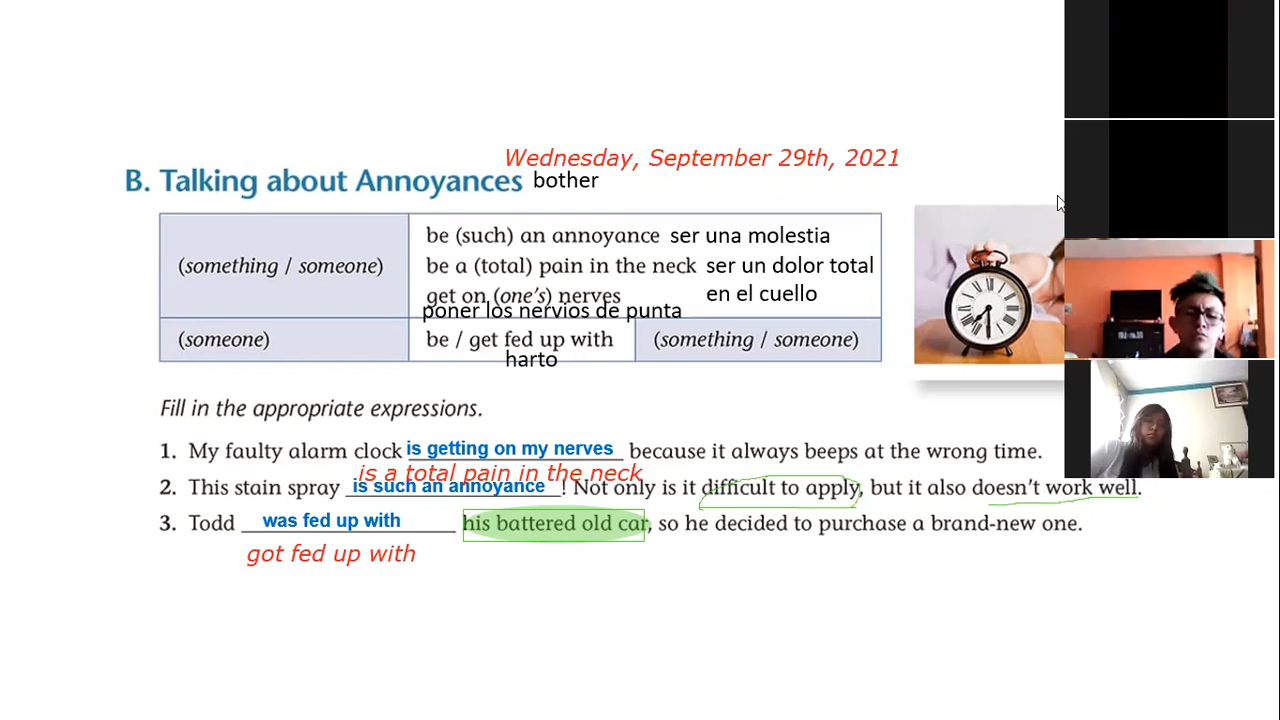 Wednesday, September 29th, 2021
B. Talking about Annoyances bother
(something / someone)
be (such) an annoyance ser una molestia
be a (total) pain in the neck ser un dolor total
get on (one's) nerves en el cuello
poner los nervios de punta
(someone)
be / get fed up with
(something / someone)
harto
Fill in the appropriate expressions.
1. My faulty alarm clock is getting on my nerves because it always beeps at the wrong time.
is a total pain in the neck
2. This stain spray is such an annoyance! Not only is it difficult to apply, but it also doesn't work well.
3. Todd was fed up with his battered old car, so he decided to purchase a brand-new one.
got fed up with